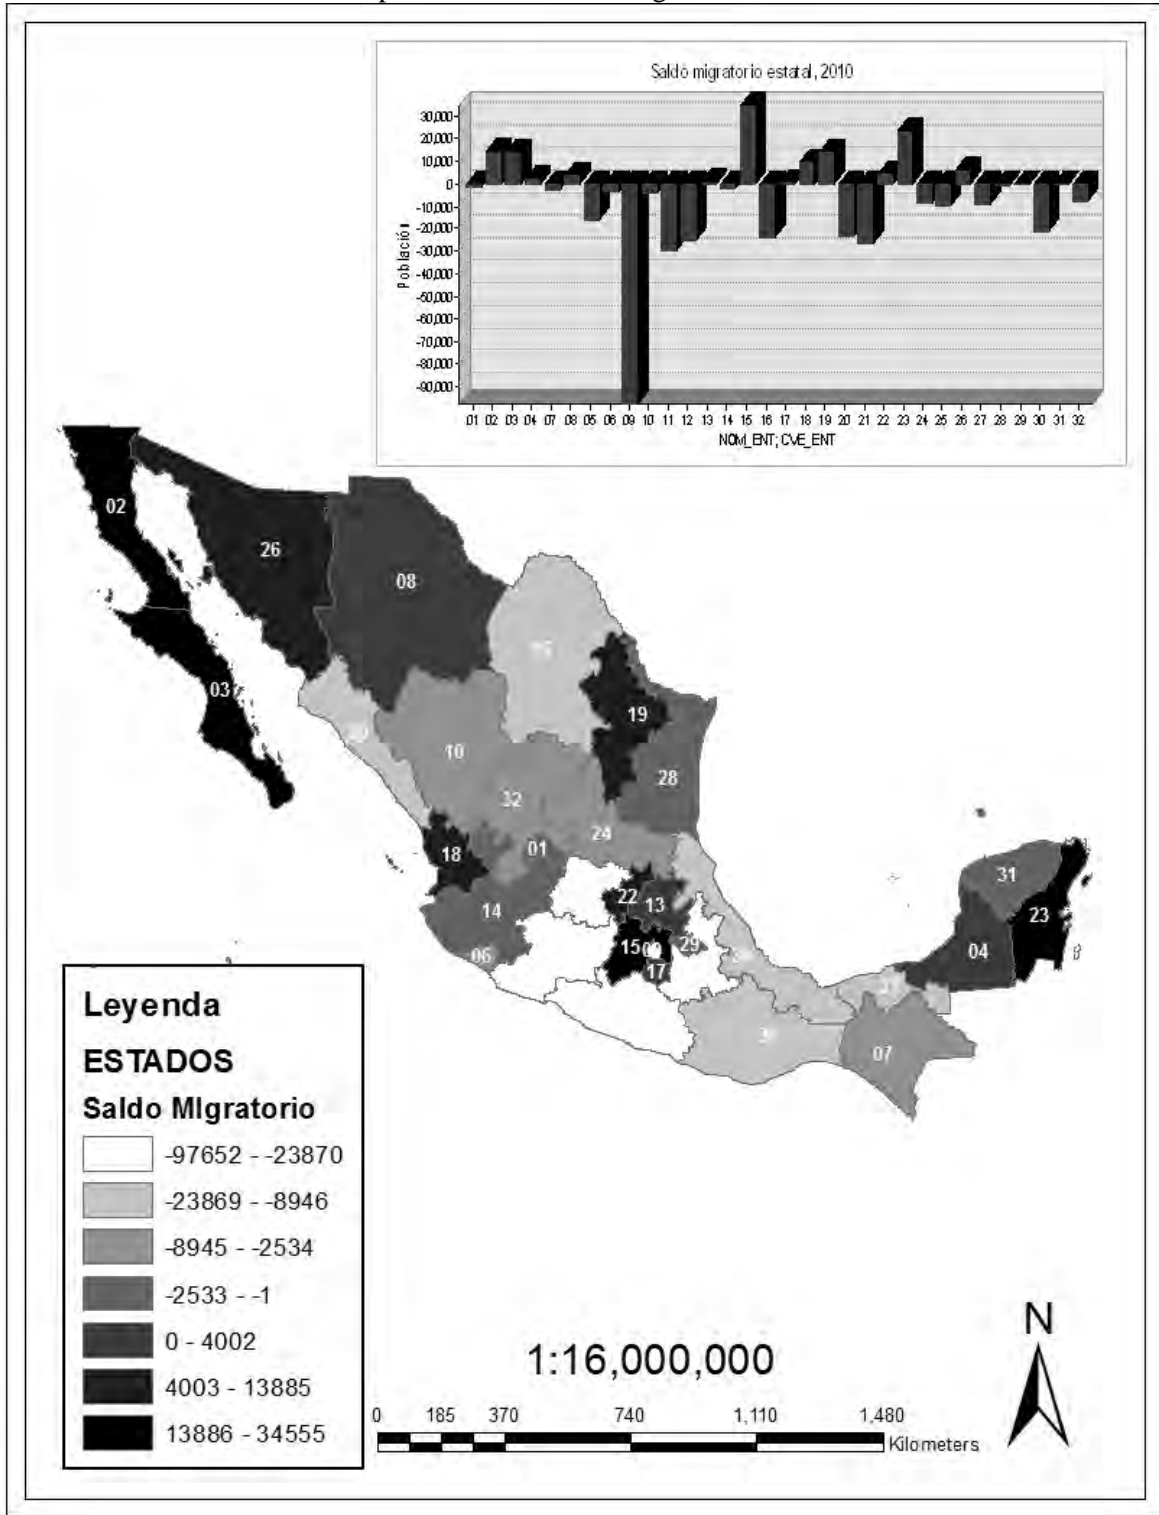 Saldo migratorio estatal, 2010
30,000
20,000
10,000
0
-10,000
-20,000
-30,000
-40,000
-50,000
-60,000
-70,000
-80,000
-90,000
Población
01 02 03 04 07 08 05 06 09 10 11 12 13 14 15 16 17 18 19 20 21 22 23 24 25 26 27 28 29 30 31 32
NOM_ENT; CVE_ENT
02
26
08
03
19
10
28
32
24
01
18
31
22
13
14
23
15
09
29
04
06
17
07
Leyenda
ESTADOS
Saldo MIgratorio
-97652 - -23870
-23869 - -8946
-8945 - -2534
-2533 - -1
0 - 4002
4003 - 13885
13886 - 34555
1:16,000,000
N
0 185 370 740 1,110 1,480
Kilometers